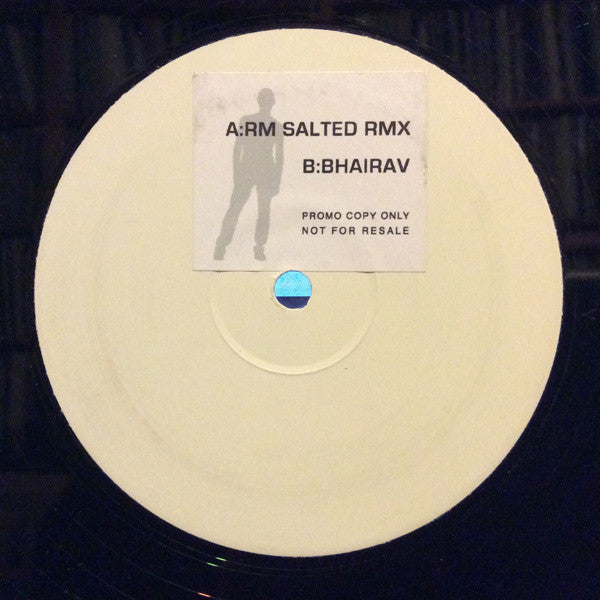 A:RM SALTED RMX
B:BHAIRAV
PROMO COPY ONLY
NOT FOR RESALE